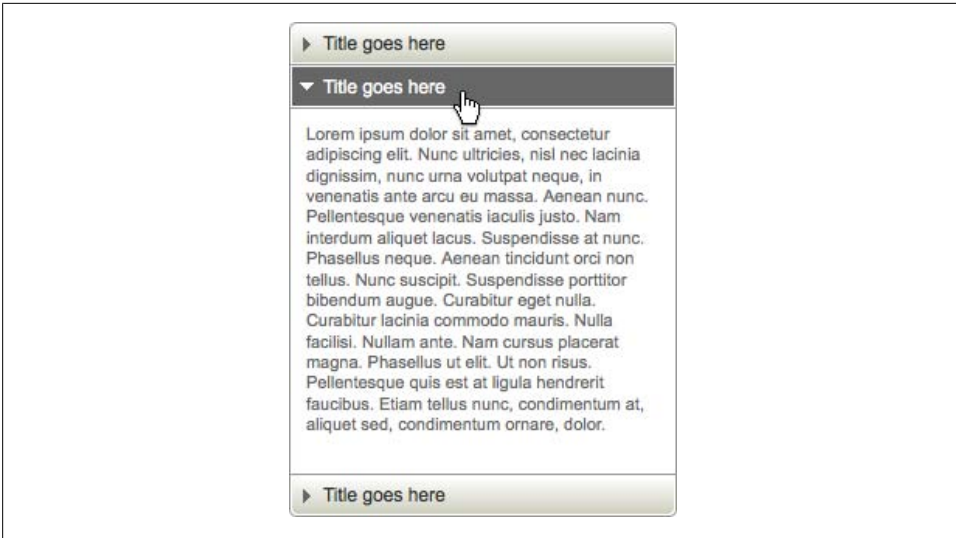 Title goes here
Title goes here
Lorem ipsum dolor sit amet, consectetur
adipiscing elit. Nunc ultricies, nisl nec lacinia
dignissim, nunc urna volutpat neque, in
venenatis ante arcu eu massa. Aenean nunc.
Pellentesque venenatis iaculis justo. Nam
interdum aliquet lacus. Suspendisse at nunc.
Phasellus neque. Aenean tincidunt orci non
tellus. Nunc suscipit. Suspendisse porttitor
bibendum augue. Curabitur eget nulla.
Curabitur lacinia commodo mauris. Nulla
facilisi. Nullam ante. Nam cursus placerat
magna. Phasellus ut elit. Ut non risus.
Pellentesque quis est at ligula hendrerit
faucibus. Etiam tellus nunc, condimentum at,
aliquet sed, condimentum ornare, dolor.
Title goes here